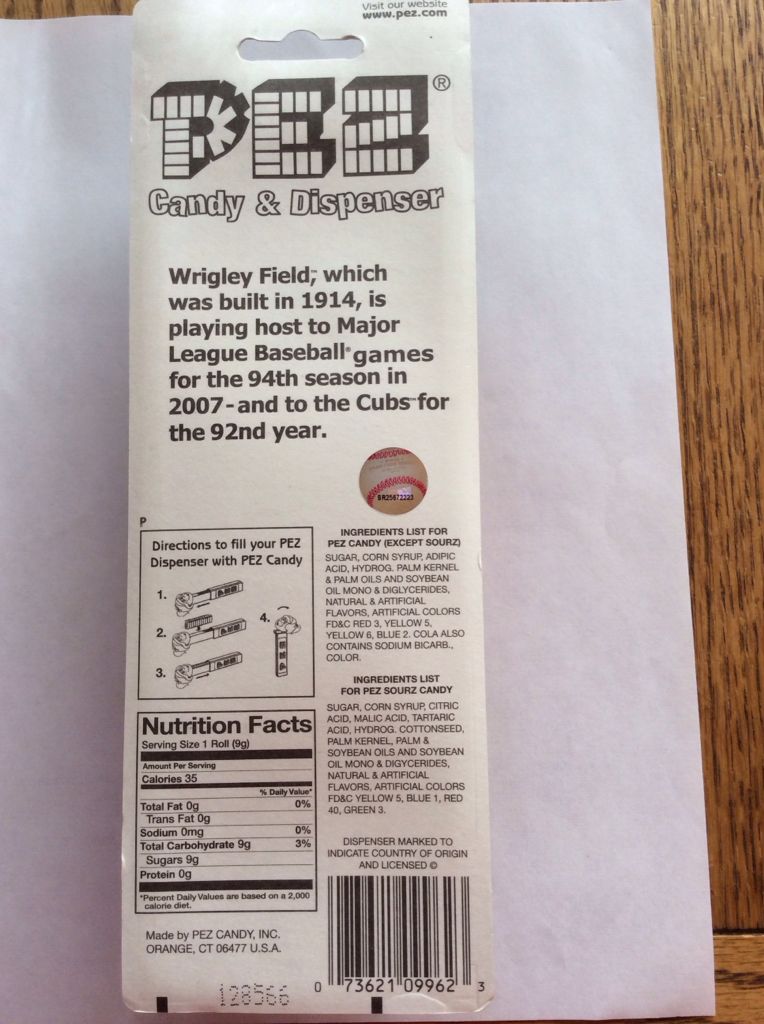 Visit our website
www.pez.com
PEZ®
Candy & Dispenser
Wrigley Field,™ which
was built in 1914, is
playing host to Major
League Baseball® games
for the 94th season in
2007-and to the Cubs™ for
the 92nd year.
P
Directions to fill your PEZ
Dispenser with PEZ Candy
1.
2.
3.
4.
INGREDIENTS LIST FOR
PEZ CANDY (EXCEPT SOURZ)
SUGAR, CORN SYRUP, ADIPIC
ACID, HYDROG. PALM KERNEL
& PALM OILS AND SOYBEAN
OIL MONO & DIGLYCERIDES,
NATURAL & ARTIFICIAL
FLAVORS, ARTIFICIAL COLORS
FD&C RED 3, YELLOW 5,
YELLOW 6, BLUE 2. COLA ALSO
CONTAINS SODIUM BICARB.,
COLOR.
INGREDIENTS LIST
FOR PEZ SOURZ CANDY
SUGAR, CORN SYRUP, CITRIC
ACID, MALIC ACID, TARTARIC
ACID, HYDROG. COTTONSEED,
PALM KERNEL, PALM &
SOYBEAN OILS AND SOYBEAN
OIL MONO & DIGYCERIDES,
NATURAL & ARTIFICIAL
FLAVORS, ARTIFICIAL COLORS
FD&C YELLOW 5, BLUE 1, RED
40, GREEN 3.
Nutrition Facts
Serving Size 1 Roll (9g)
Amount Per Serving
Calories 35
% Daily Value*
Total Fat 0g 0%
Trans Fat 0g
Sodium 0mg 0%
Total Carbohydrate 9g 3%
Sugars 9g
Protein 0g
*Percent Daily Values are based on a 2,000
calorie diet.
DISPENSER MARKED TO
INDICATE COUNTRY OF ORIGIN
AND LICENSED ©
Made by PEZ CANDY, INC.
ORANGE, CT 06477 U.S.A.
128566
0 73621 09962 3